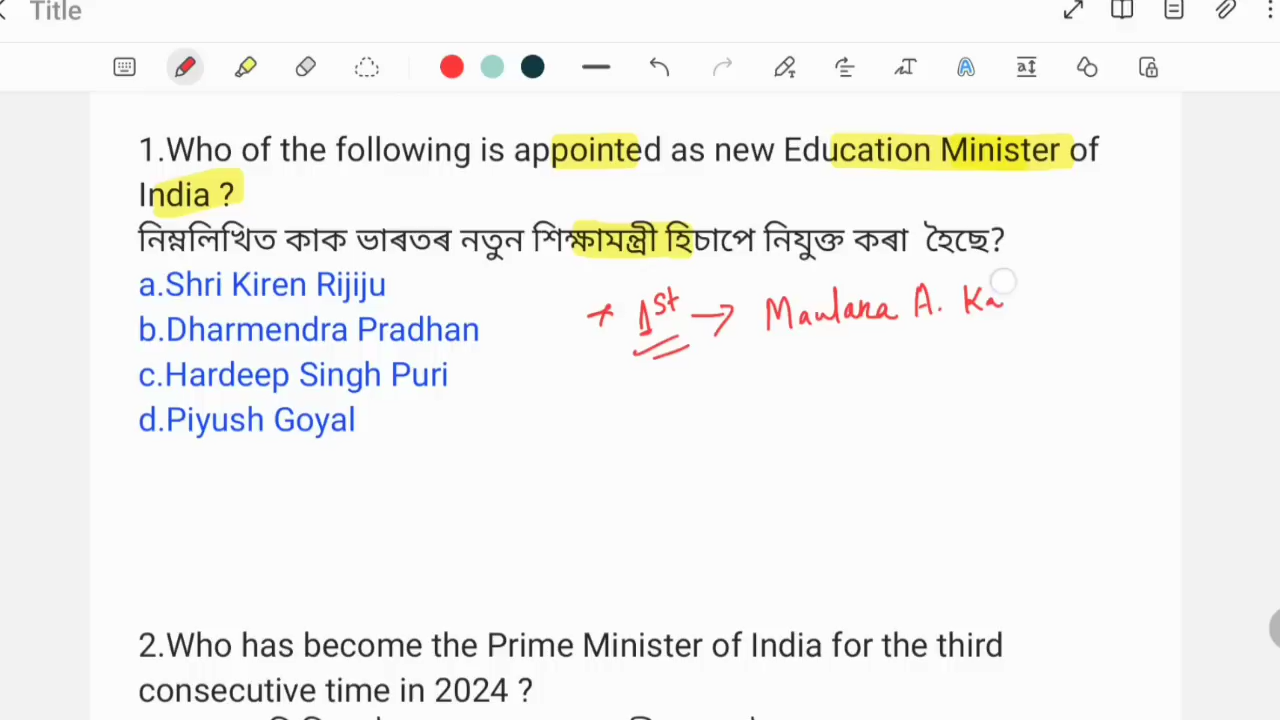 Title
1.Who of the following is appointed as new Education Minister of
India ?
নিম্নলিখিত কাক ভাৰতৰ নতুন শিক্ষামন্ত্ৰী হিচাপে নিযুক্ত কৰা হৈছে?
a.Shri Kiren Rijiju
* 1st → Maulana A. Ka
b.Dharmendra Pradhan
c.Hardeep Singh Puri
d.Piyush Goyal
2.Who has become the Prime Minister of India for the third
consecutive time in 2024 ?